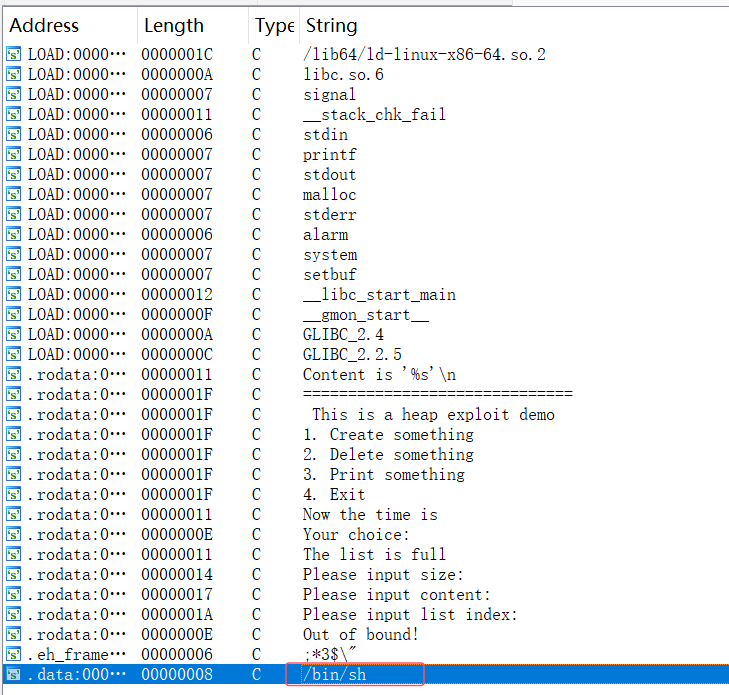 Address Length Type String
LOAD:0000… 0000001C C /lib64/ld-linux-x86-64.so.2
LOAD:0000… 0000000A C libc.so.6
LOAD:0000… 00000007 C signal
LOAD:0000… 00000011 C __stack_chk_fail
LOAD:0000… 00000006 C stdin
LOAD:0000… 00000007 C printf
LOAD:0000… 00000007 C stdout
LOAD:0000… 00000007 C malloc
LOAD:0000… 00000007 C stderr
LOAD:0000… 00000006 C alarm
LOAD:0000… 00000007 C system
LOAD:0000… 00000007 C setbuf
LOAD:0000… 00000012 C __libc_start_main
LOAD:0000… 0000000F C __gmon_start__
LOAD:0000… 0000000A C GLIBC_2.4
LOAD:0000… 0000000C C GLIBC_2.2.5
.rodata:0… 00000011 C Content is '%s'\n
.rodata:0… 0000001F C ==============================
.rodata:0… 0000001F C This is a heap exploit demo
.rodata:0… 0000001F C 1. Create something
.rodata:0… 0000001F C 2. Delete something
.rodata:0… 0000001F C 3. Print something
.rodata:0… 0000001F C 4. Exit
.rodata:0… 00000011 C Now the time is
.rodata:0… 0000000E C Your choice:
.rodata:0… 00000011 C The list is full
.rodata:0… 00000014 C Please input size:
.rodata:0… 00000017 C Please input content:
.rodata:0… 0000001A C Please input list index:
.rodata:0… 0000000E C Out of bound!
.eh_frame… 00000006 C ;*3$\"
.data:000… 00000008 C /bin/sh